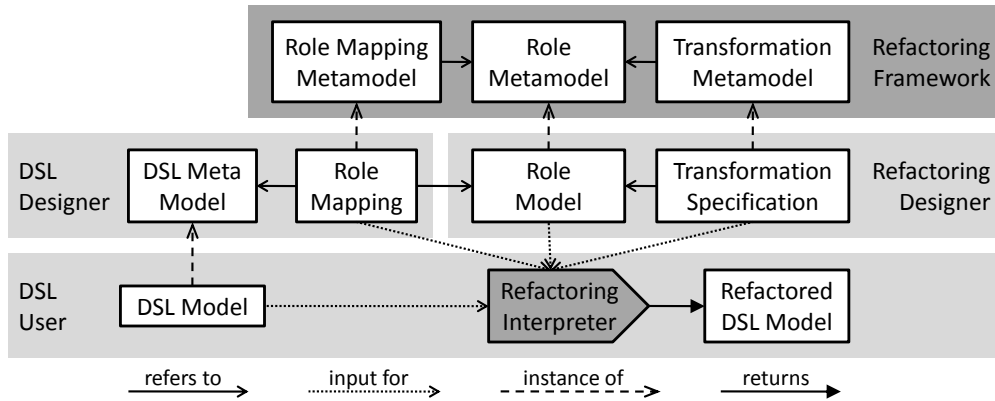 Role Mapping
Metamodel
Role
Metamodel
Transformation
Metamodel
Refactoring
Framework
DSL
Designer
DSL Meta
Model
Role
Mapping
Role
Model
Transformation
Specification
Refactoring
Designer
DSL
User
DSL Model
Refactoring
Interpreter
Refactored
DSL Model
refers to
input for
instance of
returns